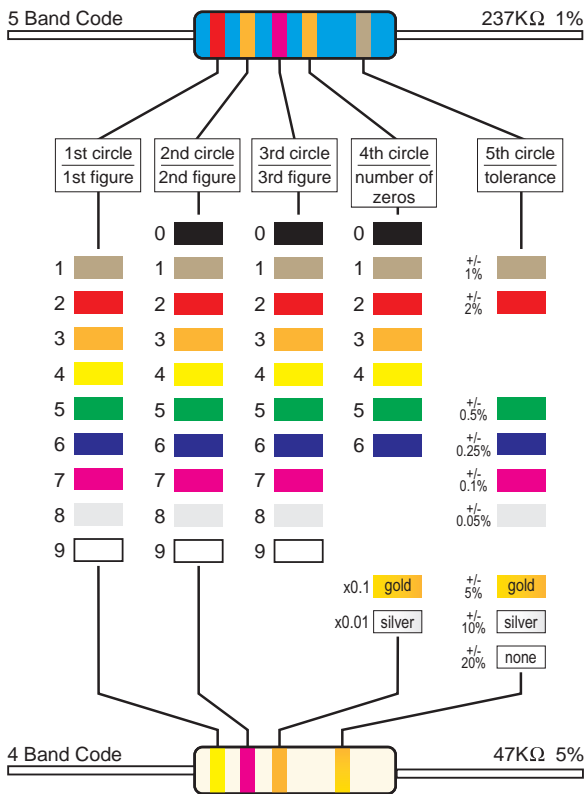 5 Band Code 237KΩ 1%
1st circle 2nd circle 3rd circle 4th circle 5th circle
1st figure 2nd figure 3rd figure number of tolerance
zeros
0 0 0
1 1 1 1 +/- 1%
2 2 2 2 +/- 2%
3 3 3 3
4 4 4 4
5 5 5 5 +/- 0.5%
6 6 6 6 +/- 0.25%
7 7 7 +/- 0.1%
8 8 8 +/- 0.05%
9 9 9
x0.1 gold +/- 5% gold
x0.01 silver +/- 10% silver
+/- 20% none
4 Band Code 47KΩ 5%